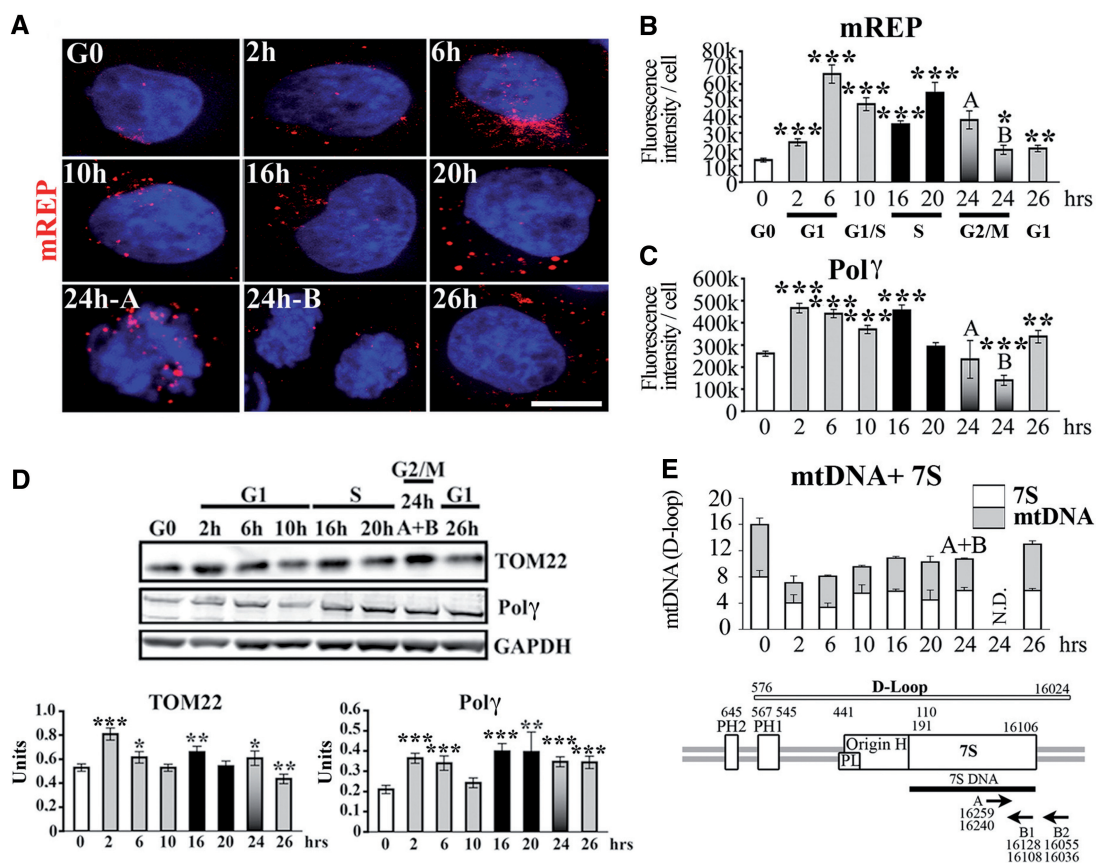 A
G0
2h
6h
10h
16h
20h
24h-A
24h-B
26h
mREP
B
mREP
Fluorescence intensity / cell
80k
70k
60k
50k
40k
30k
20k
10k
0
***
***
***
***
***
A
*
B
**
0 2 6 10 16 20 24 24 26 hrs
G0 G1 G1/S S G2/M G1
C
Polγ
Fluorescence intensity / cell
600k
500k
400k
300k
200k
100k
0
***
***
***
***
A
***
B
**
0 2 6 10 16 20 24 24 26 hrs
D
G2/M
G1 S 24h G1
G0 2h 6h 10h 16h 20h A+B 26h
TOM22
Polγ
GAPDH
TOM22
Units
1.0
0.8
0.6
0.4
0.2
0
*** * ** * **
0 2 6 10 16 20 24 26 hrs
Polγ
Units
0.6
0.5
0.4
0.3
0.2
0.1
0
*** *** *** ** *** ***
0 2 6 10 16 20 24 26 hrs
E
mtDNA+ 7S
7S
mtDNA
mtDNA (D-loop)
20
16
12
8
4
0
A+B
N.D.
0 2 6 10 16 20 24 24 26 hrs
576 D-Loop 16024
645 567 545 441 110
PH2 PH1 191 16106
Origin H 7S
PL
7S DNA
A
16259
16240
B1
16128
16108
B2
16055
16036